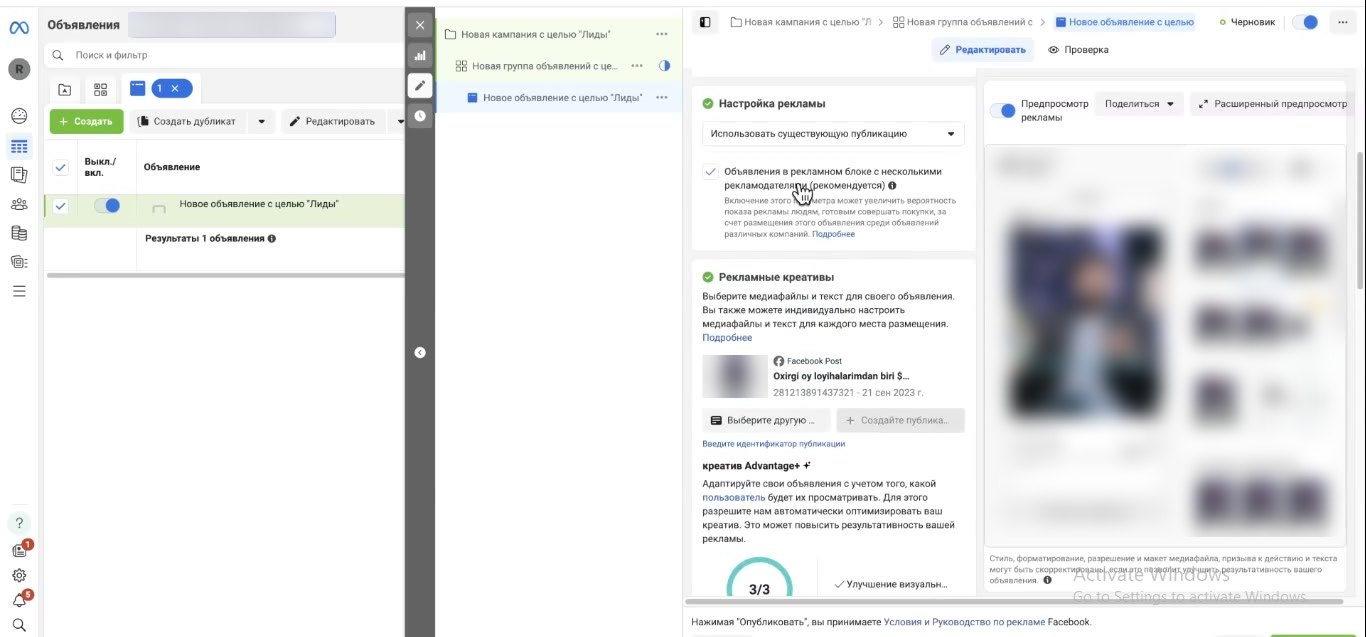 Объявления
Новая кампания с целью "Лиды"
Новая группа объявлений с це...
Новое объявление с целью "Лиды"
Новая кампания с целью "Л
Новая группа объявлений с
Новое объявление с целью
Черновик
Редактировать
Проверка
Поиск и фильтр
R
1
Создать
Создать дубликат
Редактировать
Выкл./
вкл.
Объявление
Новое объявление с целью "Лиды"
Результаты 1 объявления
?
1
5
Настройка рекламы
Использовать существующую публикацию
Объявления в рекламном блоке с несколькими
рекламодателями (рекомендуется)
Включение этого параметра может увеличить вероятность
показа рекламы людям, готовым совершать покупки, за
счет размещения этого объявления среди объявлений
различных компаний. Подробнее
Рекламные креативы
Выберите медиафайлы и текст для своего объявления.
Вы также можете индивидуально настроить
медиафайлы и текст для каждого места размещения.
Подробнее
Facebook Post
Oxirgi oy loyihalarimdan biri $...
281213891437321 - 21 сен 2023 г.
Выберите другую ...
Создайте публика...
Введите идентификатор публикации
креатив Advantage+
Адаптируйте свои объявления с учетом того, какой
пользователь будет их просматривать. Для этого
разрешите нам автоматически оптимизировать ваш
креатив. Это может повысить результативность вашей
рекламы.
3/3
Улучшение визуальн...
Предпросмотр
рекламы
Поделиться
Расширенный предпросмотр
Стиль, форматирование, разрешение и макет медиафайла, призыва к действию и текста
могут быть скорректированы, если это позволит улучшить результативность вашего
объявления.
Activate Windows
Go to Settings to activate Windows.
Нажимая "Опубликовать", вы принимаете Условия и Руководство по рекламе Facebook.